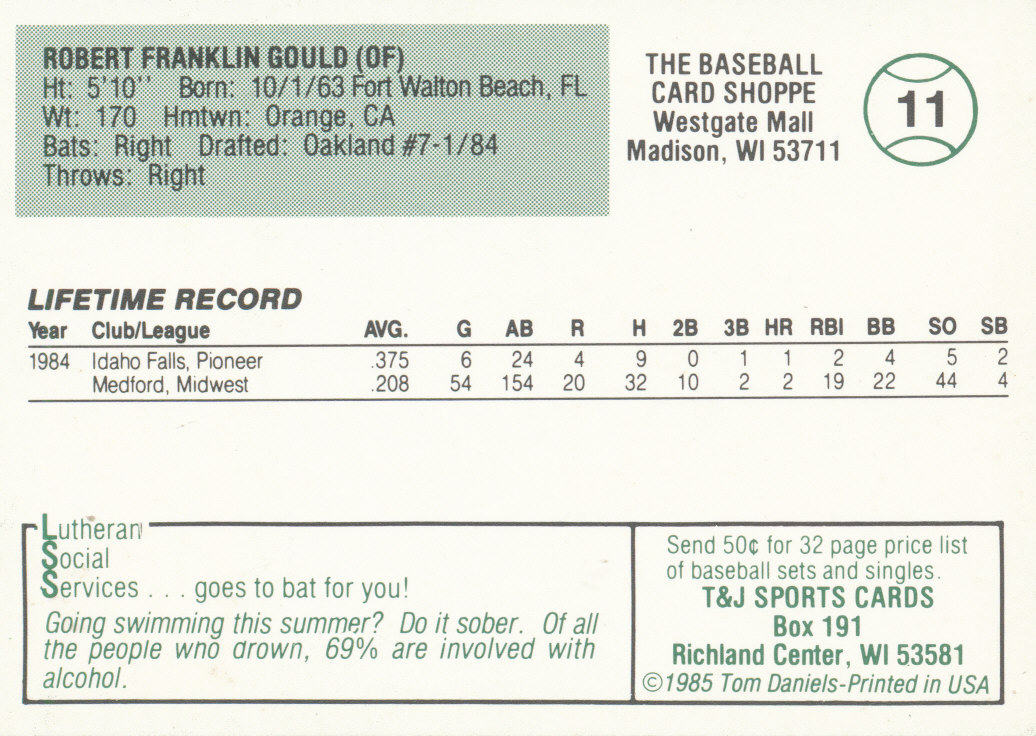 ROBERT FRANKLIN GOULD (OF)
Ht: 5'10'' Born: 10/1/63 Fort Walton Beach, FL
Wt: 170 Hmtwn: Orange, CA
Bats: Right Drafted: Oakland #7-1/84
Throws: Right
THE BASEBALL
CARD SHOPPE
Westgate Mall
Madison, WI 53711
11
LIFETIME RECORD
Year Club/League AVG. G AB R H 2B 3B HR RBI BB SO SB
1984 Idaho Falls, Pioneer .375 6 24 4 9 0 1 1 2 4 5 2
Medford, Midwest .208 54 154 20 32 10 2 2 19 22 44 4
Lutheran
Social
Services . . . goes to bat for you!
Going swimming this summer? Do it sober. Of all
the people who drown, 69% are involved with
alcohol.
Send 50¢ for 32 page price list
of baseball sets and singles.
T&J SPORTS CARDS
Box 191
Richland Center, WI 53581
©1985 Tom Daniels-Printed in USA